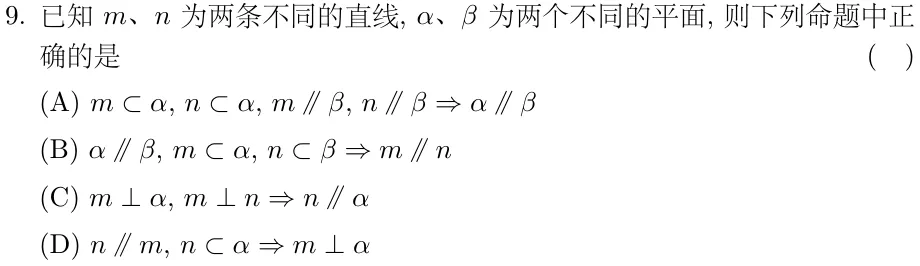 9. 已知 m、n 为两条不同的直线, α、β 为两个不同的平面, 则下列命题中正
确的是 ( )
(A) m ⊂ α, n ⊂ α, m ∥ β, n ∥ β ⇒ α ∥ β
(B) α ∥ β, m ⊂ α, n ⊂ β ⇒ m ∥ n
(C) m ⊥ α, m ⊥ n ⇒ n ∥ α
(D) n ∥ m, n ⊂ α ⇒ m ⊥ α